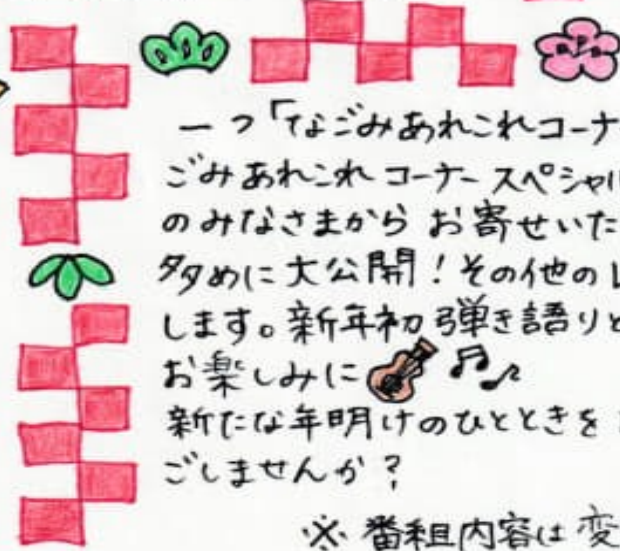 一つ「なごみあれこれコーナー
ごみあれこれコーナースペシャル
のみなさまから お寄せいた
多めに大公開！その他の
します。新年初 弾き語りと
お楽しみに
新たな年明けのひとときを
ごしませんか？
※ 番組内容は 変